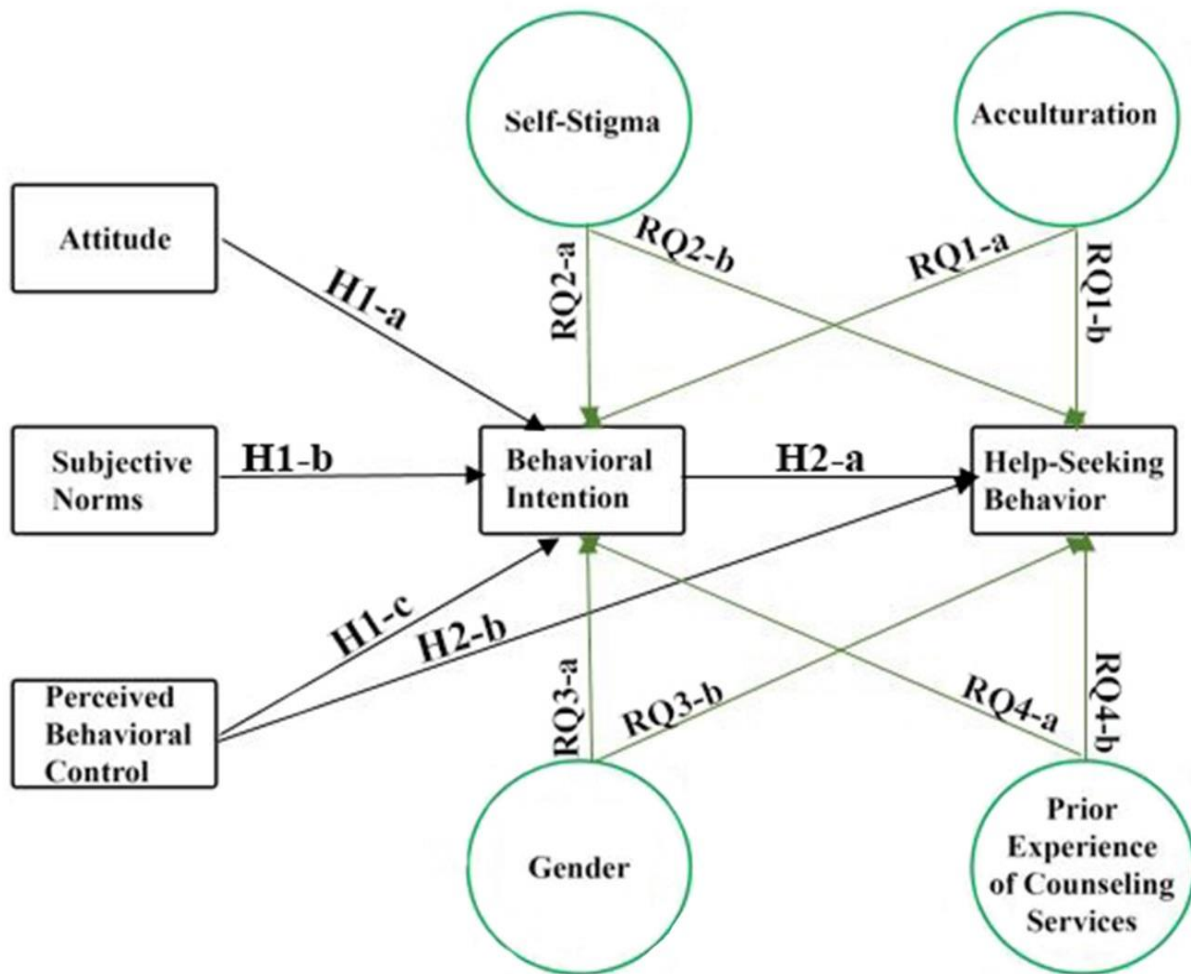 Self-Stigma
Acculturation
Attitude
RQ2-a
RQ2-b
RQ1-a
RQ1-b
H1-a
Subjective
Norms
H1-b
Behavioral
Intention
H2-a
Help-Seeking
Behavior
H1-c
H2-b
Perceived
Behavioral
Control
RQ3-a
RQ3-b
RQ4-a
RQ4-b
Gender
Prior
Experience
of Counseling
Services